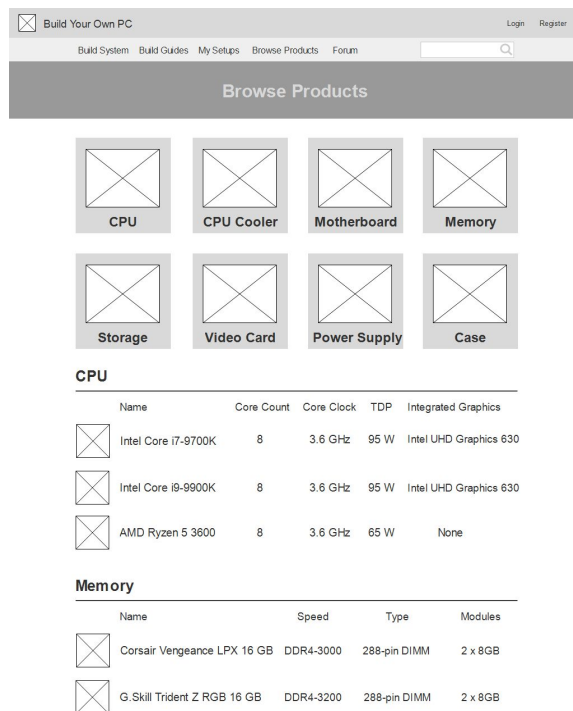 Build Your Own PC Login Register
Build System Build Guides My Setups Browse Products Forum
Browse Products
CPU CPU Cooler Motherboard Memory
Storage Video Card Power Supply Case
CPU
Name Core Count Core Clock TDP Integrated Graphics
Intel Core i7-9700K 8 3.6 GHz 95 W Intel UHD Graphics 630
Intel Core i9-9900K 8 3.6 GHz 95 W Intel UHD Graphics 630
AMD Ryzen 5 3600 8 3.6 GHz 65 W None
Memory
Name Speed Type Modules
Corsair Vengeance LPX 16 GB DDR4-3000 288-pin DIMM 2 x 8GB
G.Skill Trident Z RGB 16 GB DDR4-3200 288-pin DIMM 2 x 8GB